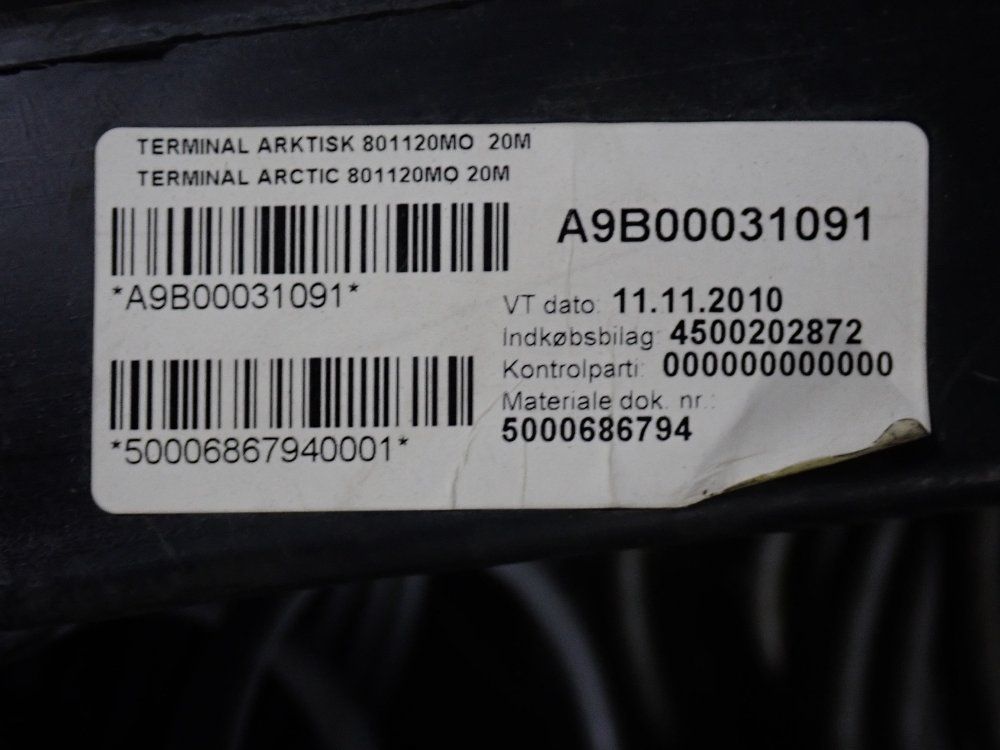 TERMINAL ARKTISK 801120MO 20M
TERMINAL ARCTIC 801120MO 20M
A9B00031091
*A9B00031091*
VT dato: 11.11.2010
Indkøbsbilag: 4500202872
Kontrolparti: 000000000000
Materiale dok. nr.:
5000686794
*50006867940001*